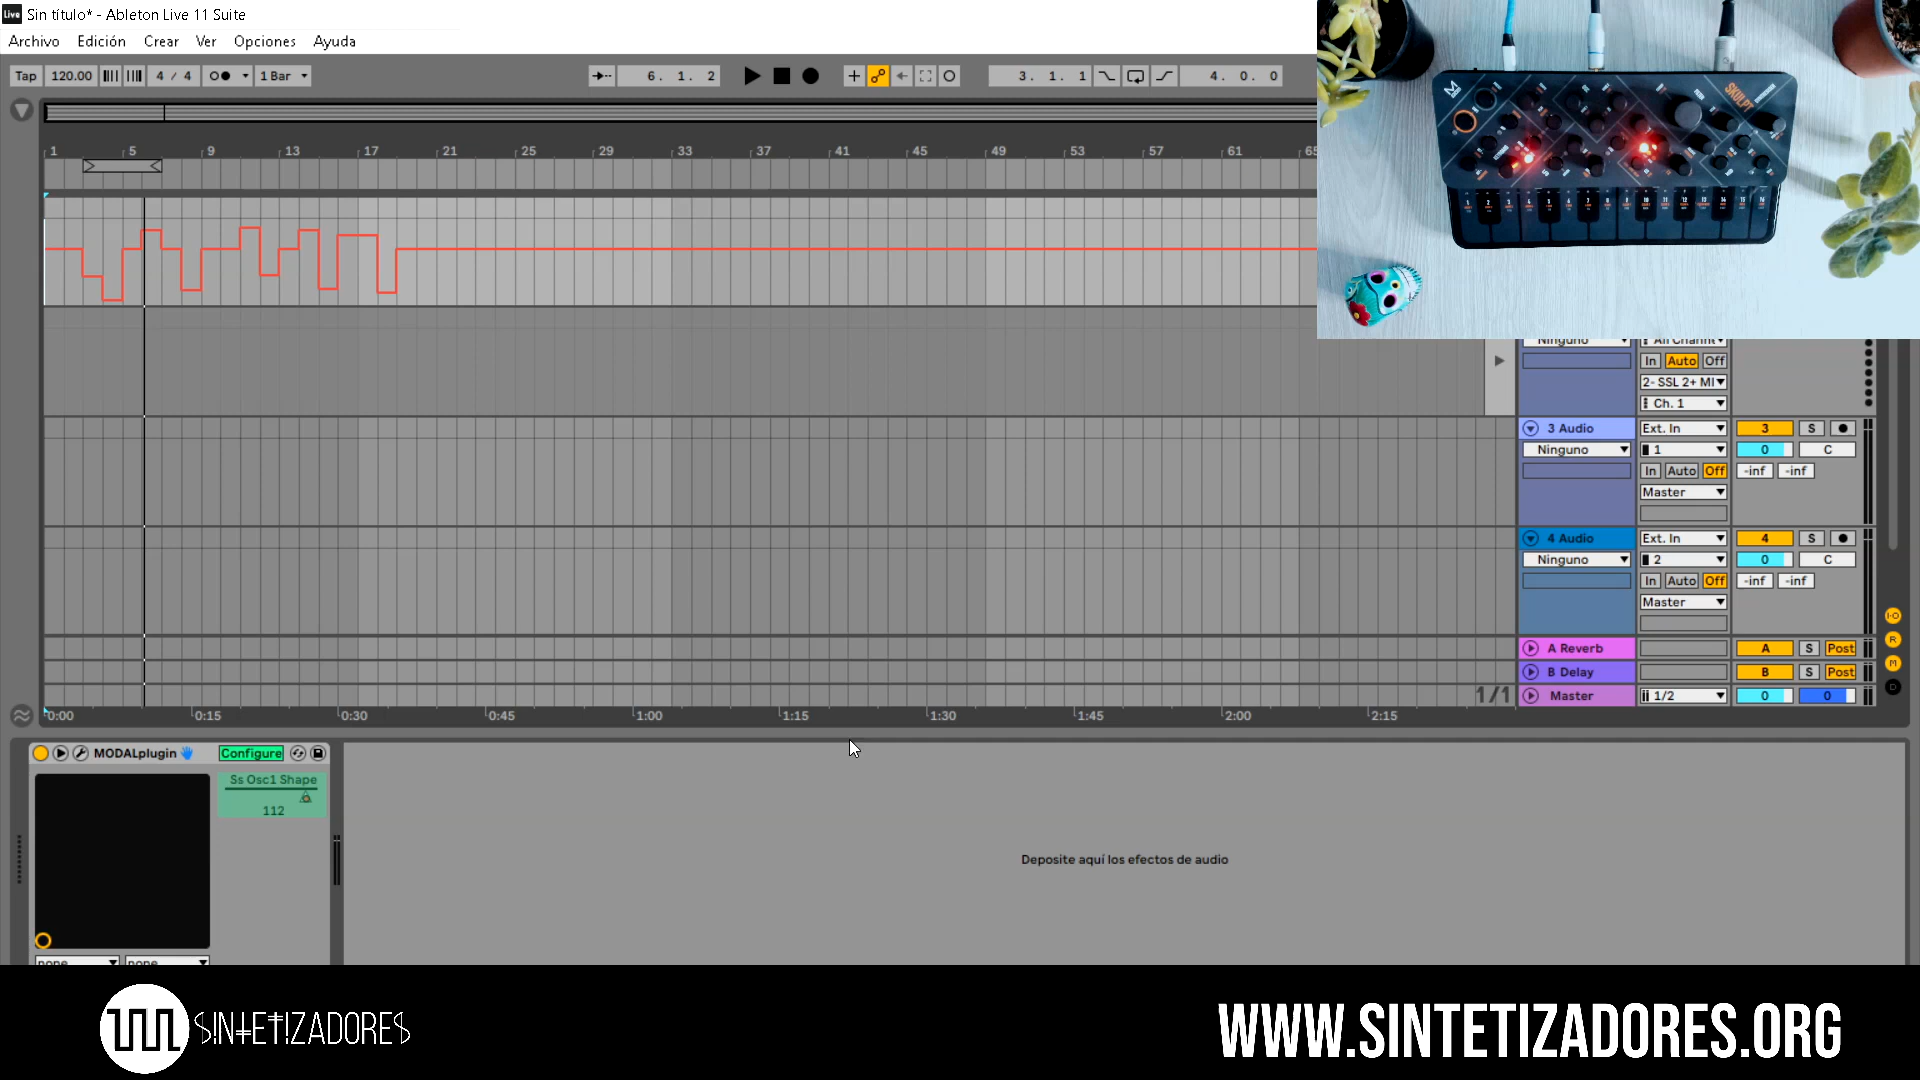 Live Sin título* - Ableton Live 11 Suite
Archivo Edición Crear Ver Opciones Ayuda
Tap 120.00 4 / 4 1 Bar 6. 1. 2 3. 1. 1 4. 0. 0
1 5 9 13 17 21 25 29 33 37 41 45 49 53 57 61 65
SKULPT
Ninguno All Channe
In Auto Off
2- SSL 2+ MI
Ch. 1
3 Audio Ext. In 3 S
Ninguno 1 0 C
In Auto Off -inf -inf
Master
4 Audio Ext. In 4 S
Ninguno 2 0 C
In Auto Off -inf -inf
Master
A Reverb A S Post
B Delay B S Post
1/1 Master 1/2 0 0
I·O
R
M
D
0:00 0:15 0:30 0:45 1:00 1:15 1:30 1:45 2:00 2:15
MODALplugin Configure
Ss Osc1 Shape
112
Deposite aquí los efectos de audio
none none
SINTETIZADORES
WWW.SINTETIZADORES.ORG